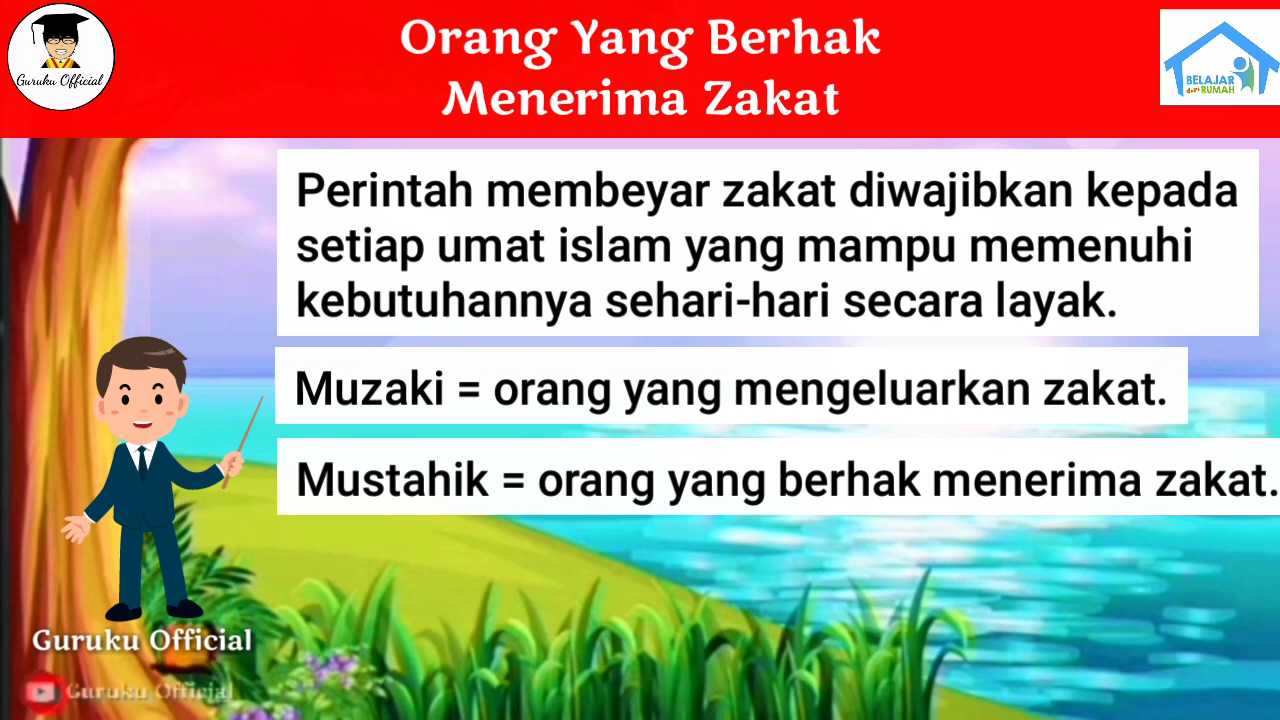 Orang Yang Berhak
Menerima Zakat
Guruku Official
BELAJAR
dari RUMAH
Perintah membeyar zakat diwajibkan kepada
setiap umat islam yang mampu memenuhi
kebutuhannya sehari-hari secara layak.
Muzaki = orang yang mengeluarkan zakat.
Mustahik = orang yang berhak menerima zakat.
Guruku Official
Guruku Official